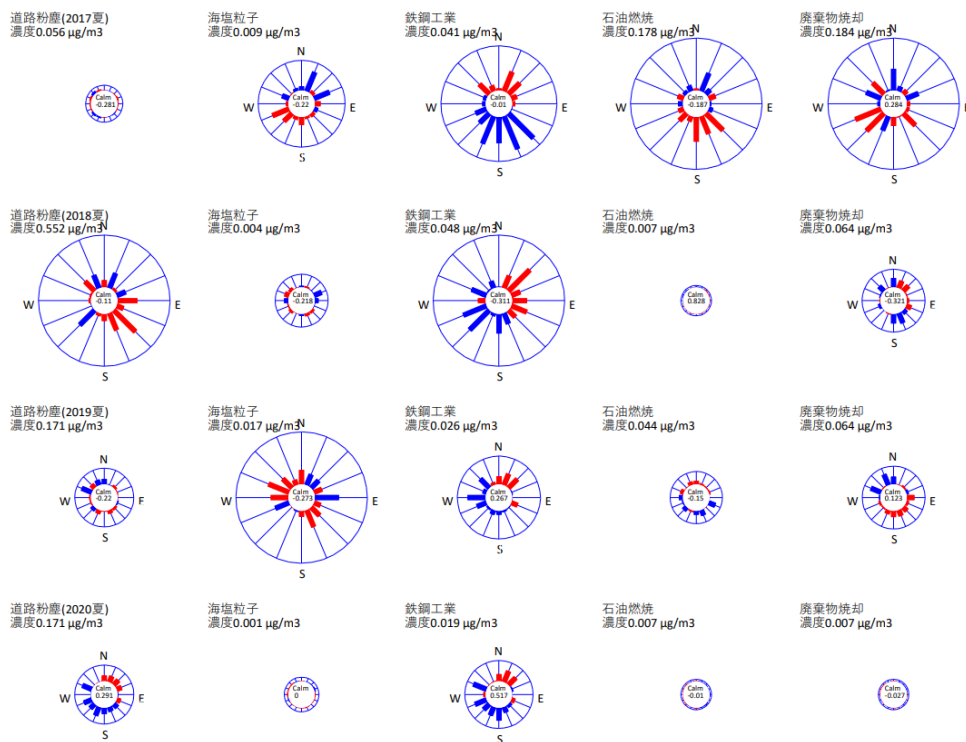 道路粉塵(2017夏)
濃度0.056 µg/m3
海塩粒子
濃度0.009 µg/m3
鉄鋼工業
濃度0.041 µg/m3
石油燃焼
濃度0.178 µg/m3
廃棄物焼却
濃度0.184 µg/m3
Calm
-0.281
N
W
Calm
-0.22
E
S
N
W
Calm
-0.01
E
S
N
W
Calm
-0.187
E
S
N
W
Calm
0.284
E
S
道路粉塵(2018夏)
濃度0.552 µg/m3
海塩粒子
濃度0.004 µg/m3
鉄鋼工業
濃度0.048 µg/m3
石油燃焼
濃度0.007 µg/m3
廃棄物焼却
濃度0.064 µg/m3
N
W
Calm
-0.11
E
S
Calm
-0.218
N
W
Calm
-0.311
E
S
Calm
0.828
N
W
Calm
-0.321
E
S
道路粉塵(2019夏)
濃度0.171 µg/m3
海塩粒子
濃度0.017 µg/m3
鉄鋼工業
濃度0.026 µg/m3
石油燃焼
濃度0.044 µg/m3
廃棄物焼却
濃度0.064 µg/m3
N
W
Calm
-0.22
E
S
N
W
Calm
-0.273
E
S
N
W
Calm
0.267
E
S
Calm
-0.15
N
W
Calm
0.123
E
S
道路粉塵(2020夏)
濃度0.171 µg/m3
海塩粒子
濃度0.001 µg/m3
鉄鋼工業
濃度0.019 µg/m3
石油燃焼
濃度0.007 µg/m3
廃棄物焼却
濃度0.007 µg/m3
N
W
Calm
0.291
E
S
Calm
0
N
W
Calm
0.517
E
S
Calm
-0.01
Calm
-0.027